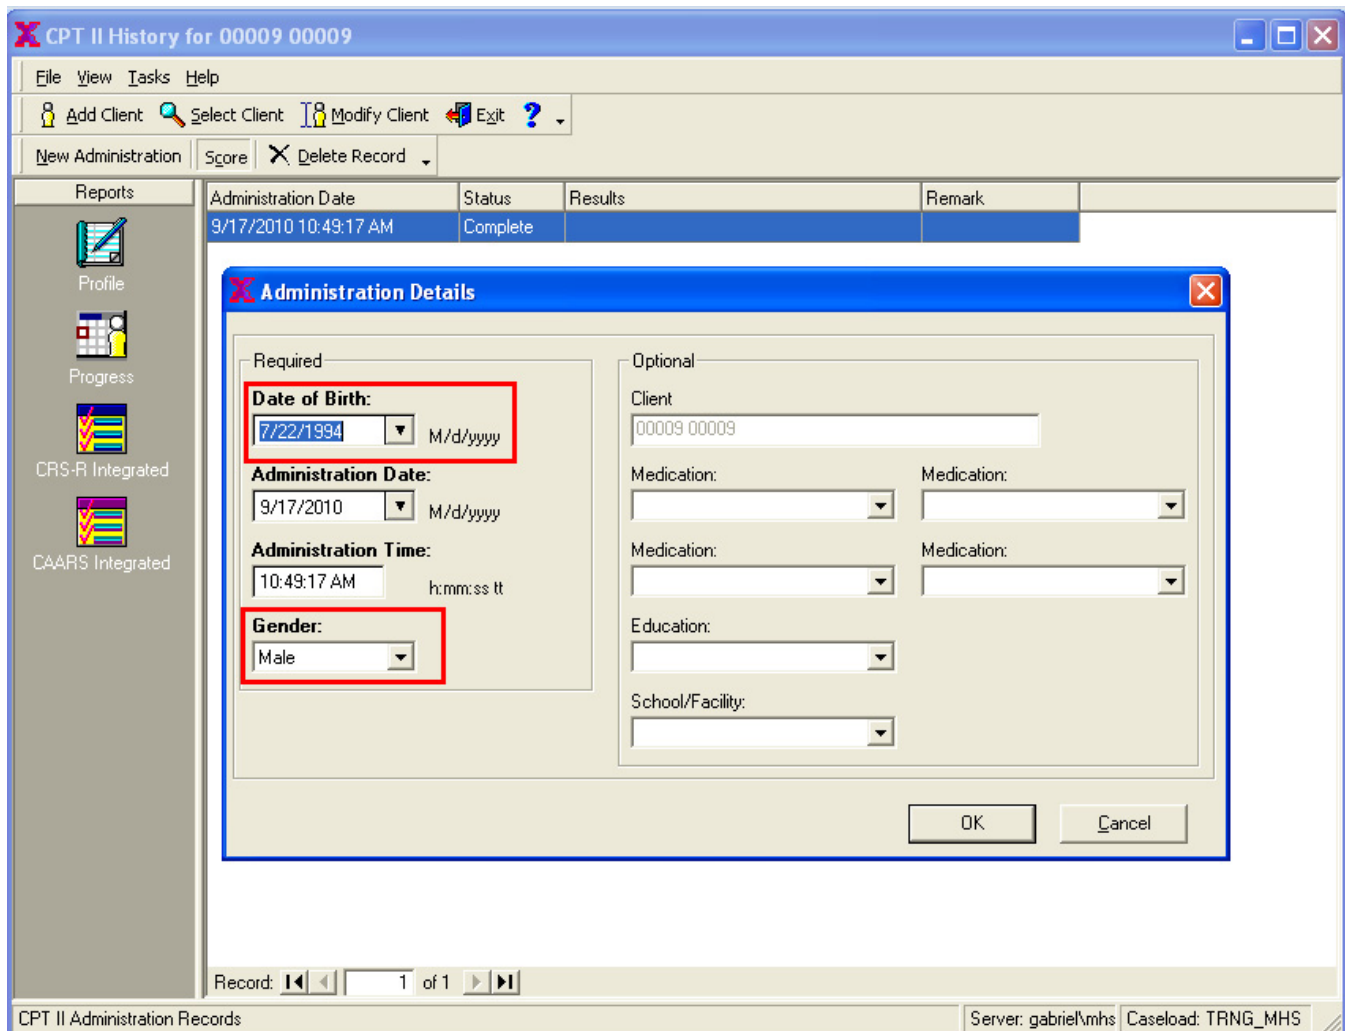 CPT II History for 00009 00009
File View Tasks Help
Add Client Select Client Modify Client Exit ?
New Administration Score Delete Record
Reports
Administration Date Status Results Remark
9/17/2010 10:49:17 AM Complete
Profile
Progress
CRS-R Integrated
CAARS Integrated
Administration Details
Required
Date of Birth:
7/22/1994 M/d/yyyy
Administration Date:
9/17/2010 M/d/yyyy
Administration Time:
10:49:17 AM h:mm:ss tt
Gender:
Male
Optional
Client
00009 00009
Medication: Medication:
Medication: Medication:
Education:
School/Facility:
OK Cancel
Record: 1 of 1
CPT II Administration Records Server: gabriel\mhs Caseload: TRNG_MHS